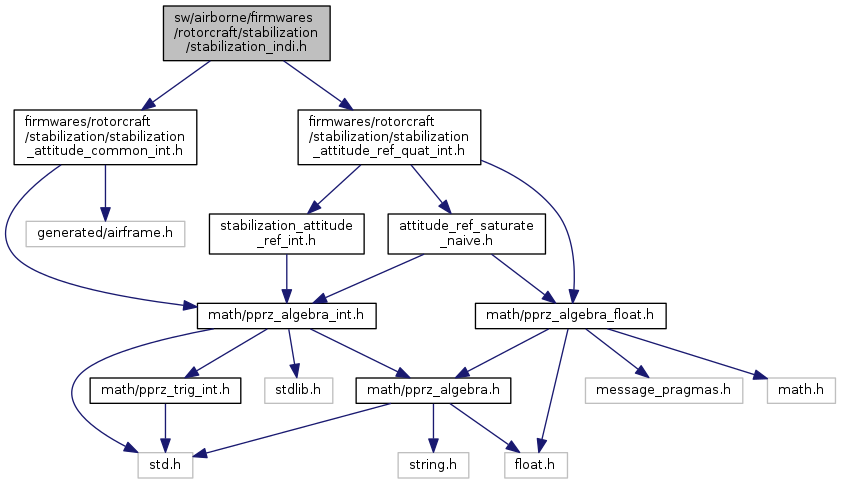 sw/airborne/firmwares
/rotorcraft/stabilization
/stabilization_indi.h
firmwares/rotorcraft
/stabilization/stabilization
_attitude_common_int.h
firmwares/rotorcraft
/stabilization/stabilization
_attitude_ref_quat_int.h
generated/airframe.h
stabilization_attitude
_ref_int.h
attitude_ref_saturate
_naive.h
math/pprz_algebra_int.h
math/pprz_algebra_float.h
math/pprz_trig_int.h
stdlib.h
math/pprz_algebra.h
message_pragmas.h
math.h
std.h
string.h
float.h